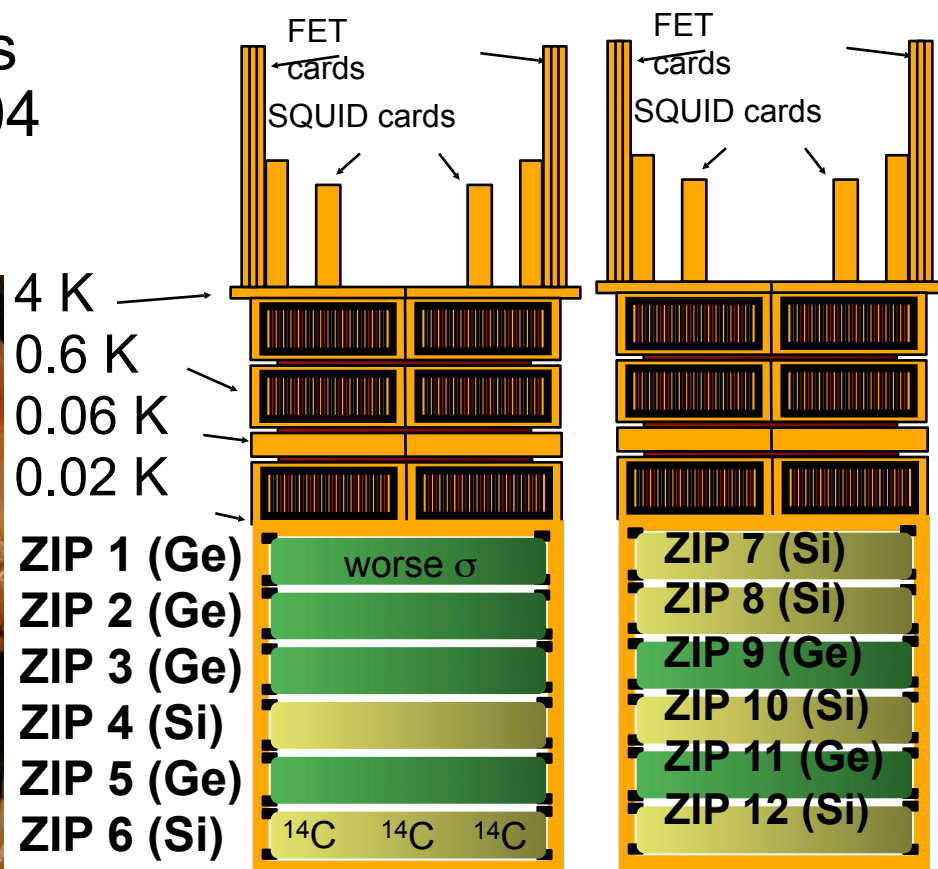 s
04
FET
cards
SQUID cards
FET
cards
SQUID cards
4 K
0.6 K
0.06 K
0.02 K
ZIP 1 (Ge)
worse σ
ZIP 2 (Ge)
ZIP 3 (Ge)
ZIP 4 (Si)
ZIP 5 (Ge)
ZIP 6 (Si)
¹⁴C ¹⁴C ¹⁴C
ZIP 7 (Si)
ZIP 8 (Si)
ZIP 9 (Ge)
ZIP 10 (Si)
ZIP 11 (Ge)
ZIP 12 (Si)